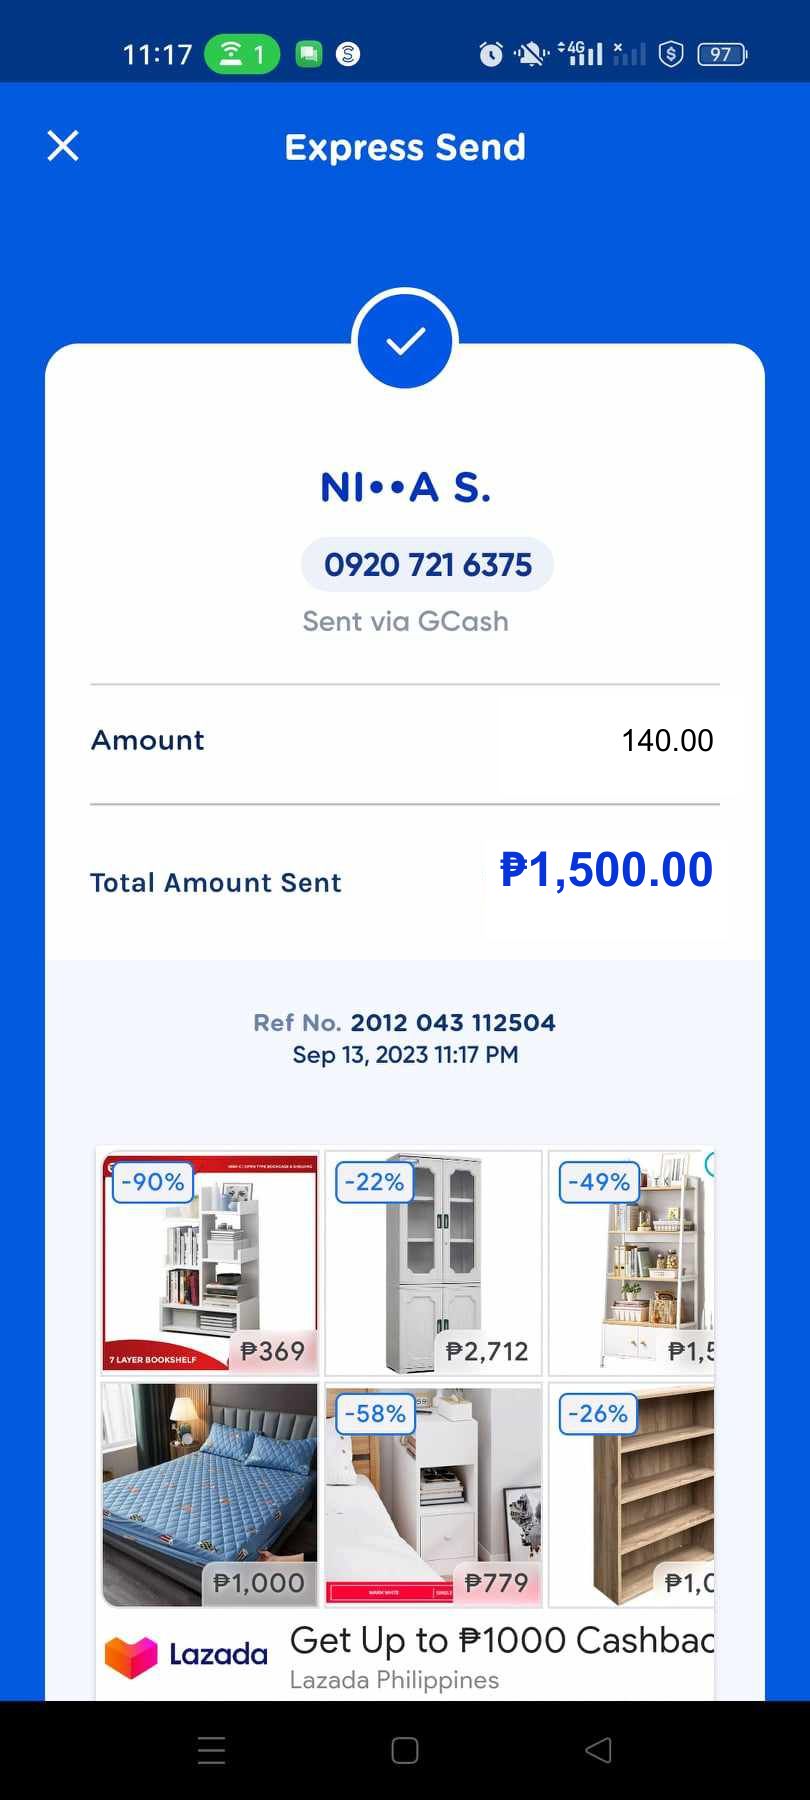 11:17 1 4G 97
Express Send
NI••A S.
0920 721 6375
Sent via GCash
Amount 140.00
Total Amount Sent ₱1,500.00
Ref No. 2012 043 112504
Sep 13, 2023 11:17 PM
-90% -22% -49%
7 LAYER BOOKSHELF ₱369 ₱2,712 ₱1,5
-58% -26%
₱1,000 ₱779 ₱1,0
Lazada Get Up to ₱1000 Cashbac
Lazada Philippines